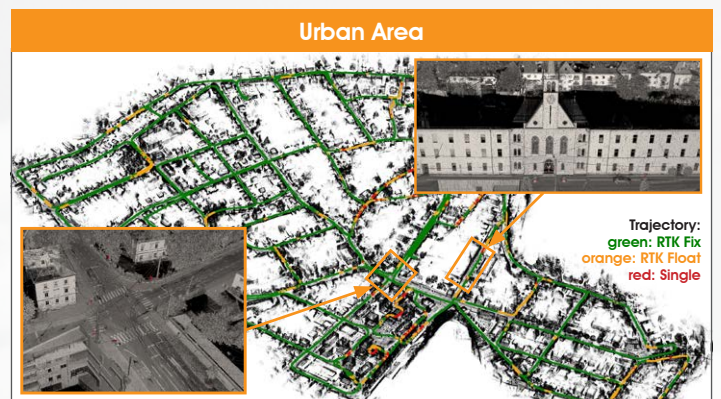 Urban Area
Trajectory:
green: RTK Fix
orange: RTK Float
red: Single